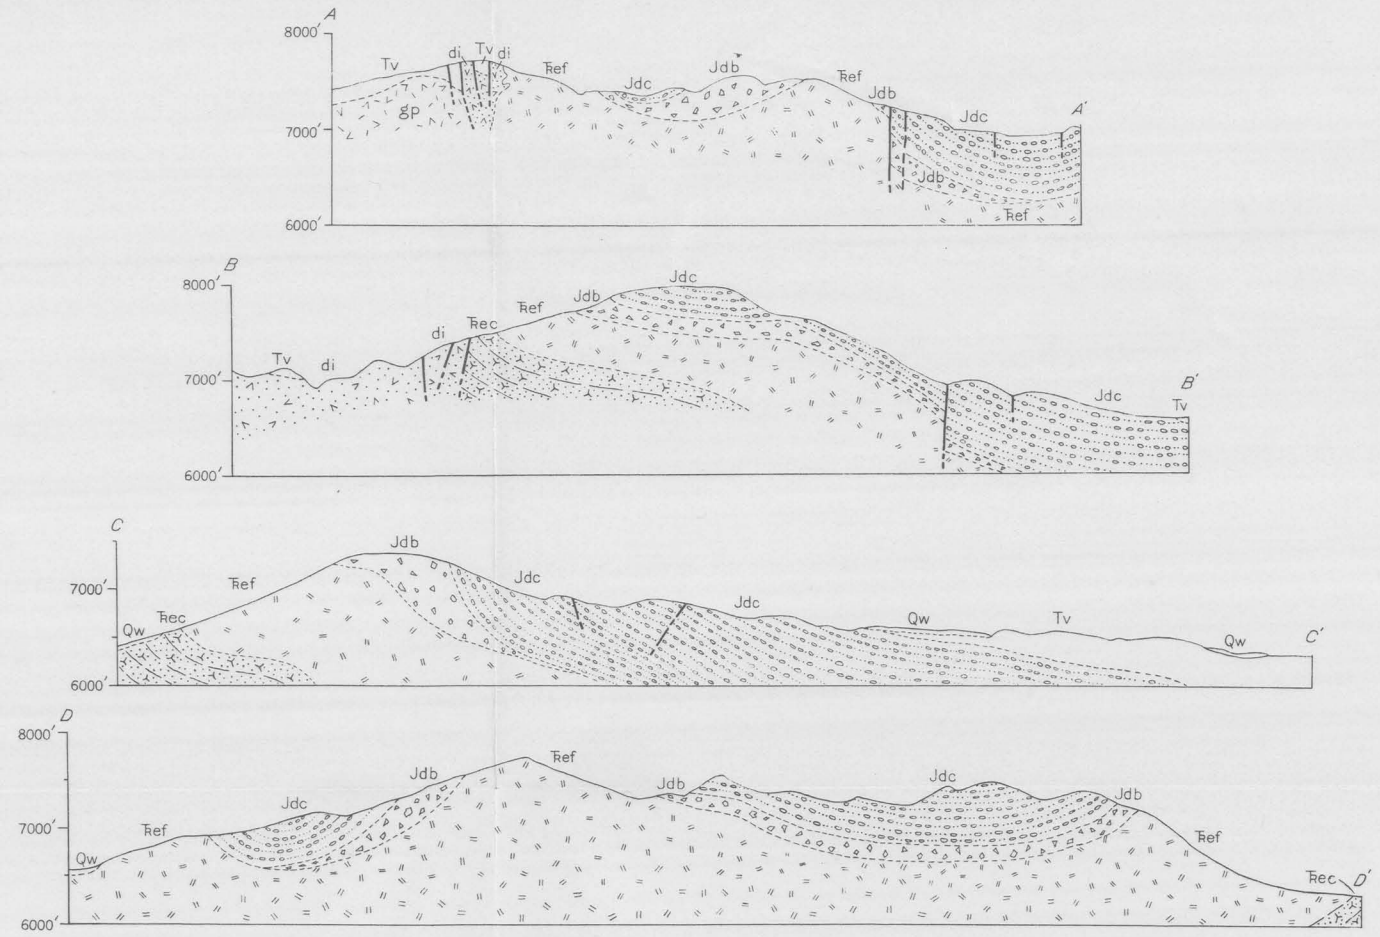 A
8000′
Tv di Tv di Ŧef Jdc Jdb Ŧef Jdb Jdc A′
gp
7000′
Jdb
Ŧef
6000′
B
8000′
Jdc
Jdb
Ŧef
Ŧec
di
Tv di
7000′
B′
Jdc
Tv
6000′
C
Jdb
7000′
Ŧef
Jdc
Jdc
Qw
Tv
Qw Ŧec
Qw
C′
6000′
D
8000′
Ŧef
Jdb
Jdb
Jdc
Jdc
Jdb
7000′
Ŧef
Ŧef
Qw
Ŧec
D′
6000′